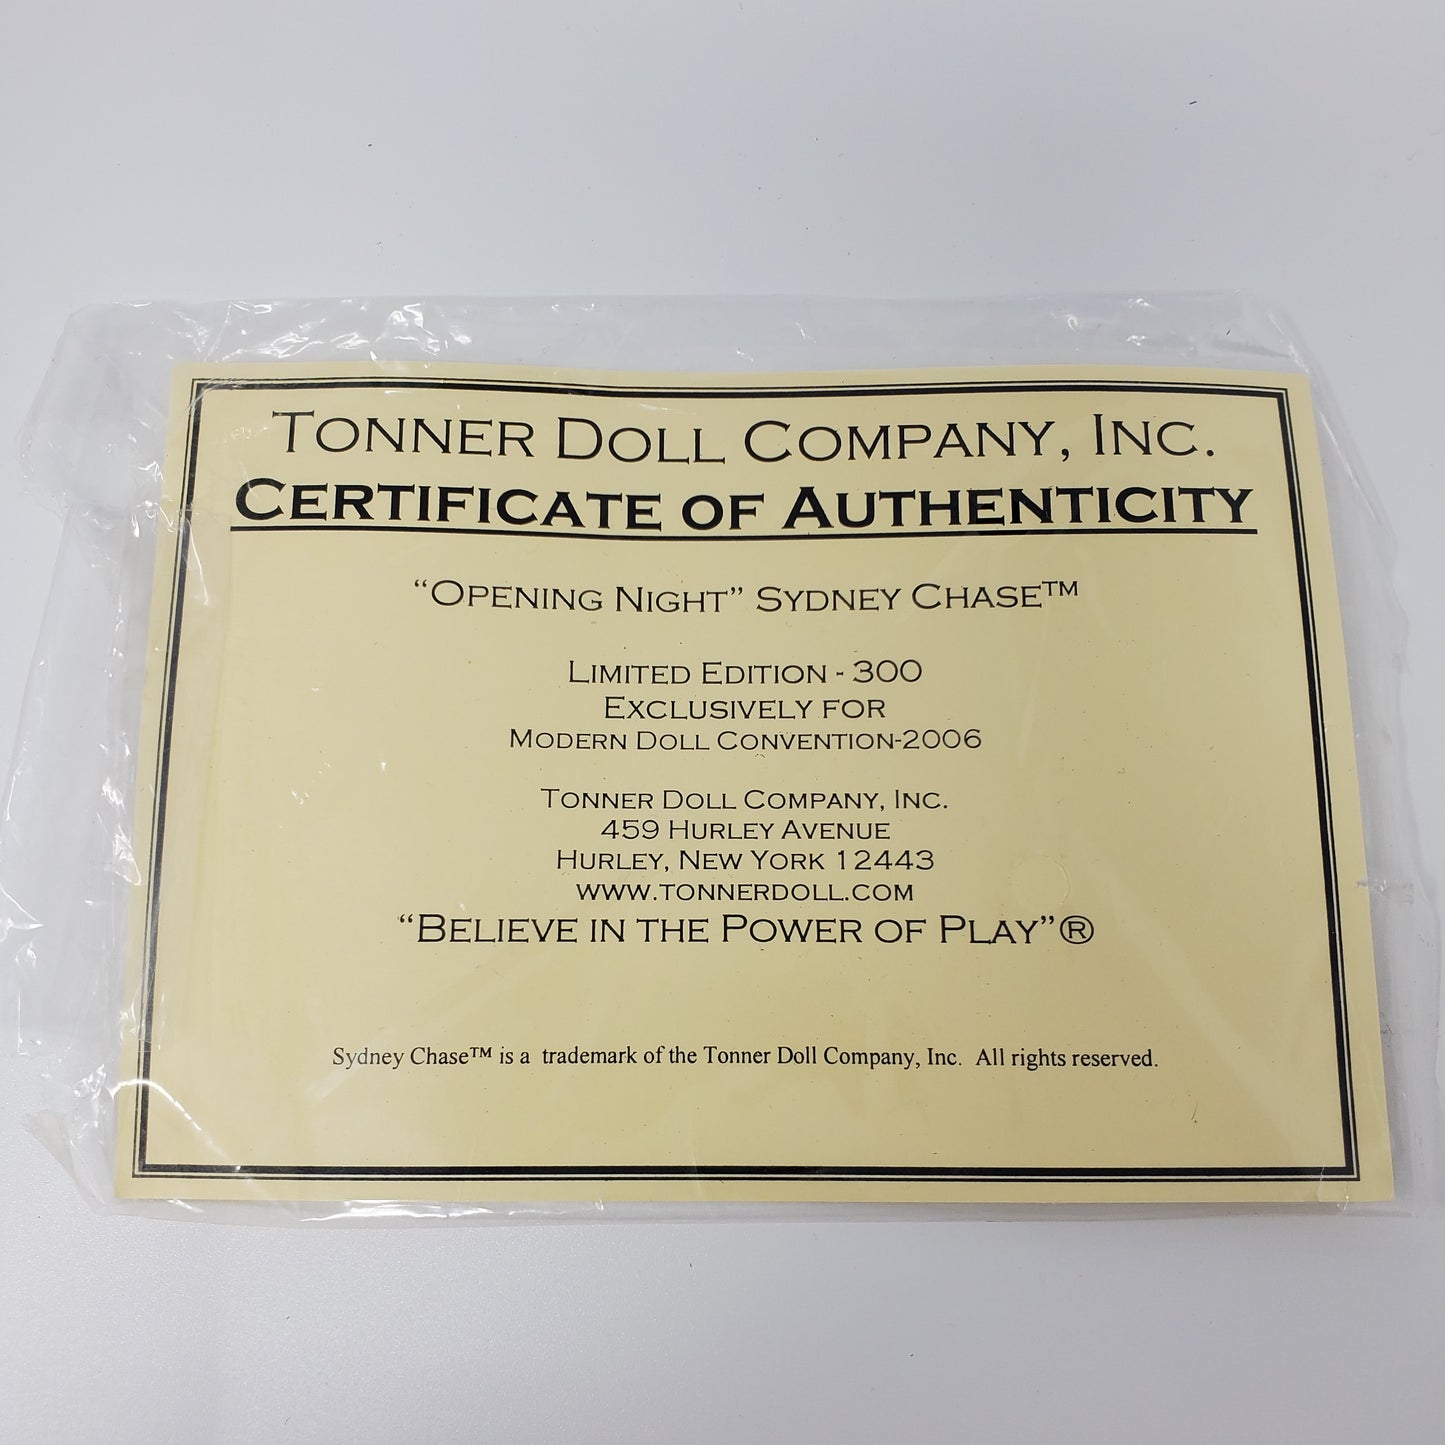 TONNER DOLL COMPANY, INC.
CERTIFICATE OF AUTHENTICITY
“OPENING NIGHT” SYDNEY CHASE™
LIMITED EDITION - 300
EXCLUSIVELY FOR
MODERN DOLL CONVENTION-2006
TONNER DOLL COMPANY, INC.
459 HURLEY AVENUE
HURLEY, NEW YORK 12443
WWW.TONNERDOLL.COM
“BELIEVE IN THE POWER OF PLAY”®
Sydney Chase™ is a trademark of the Tonner Doll Company, Inc. All rights reserved.